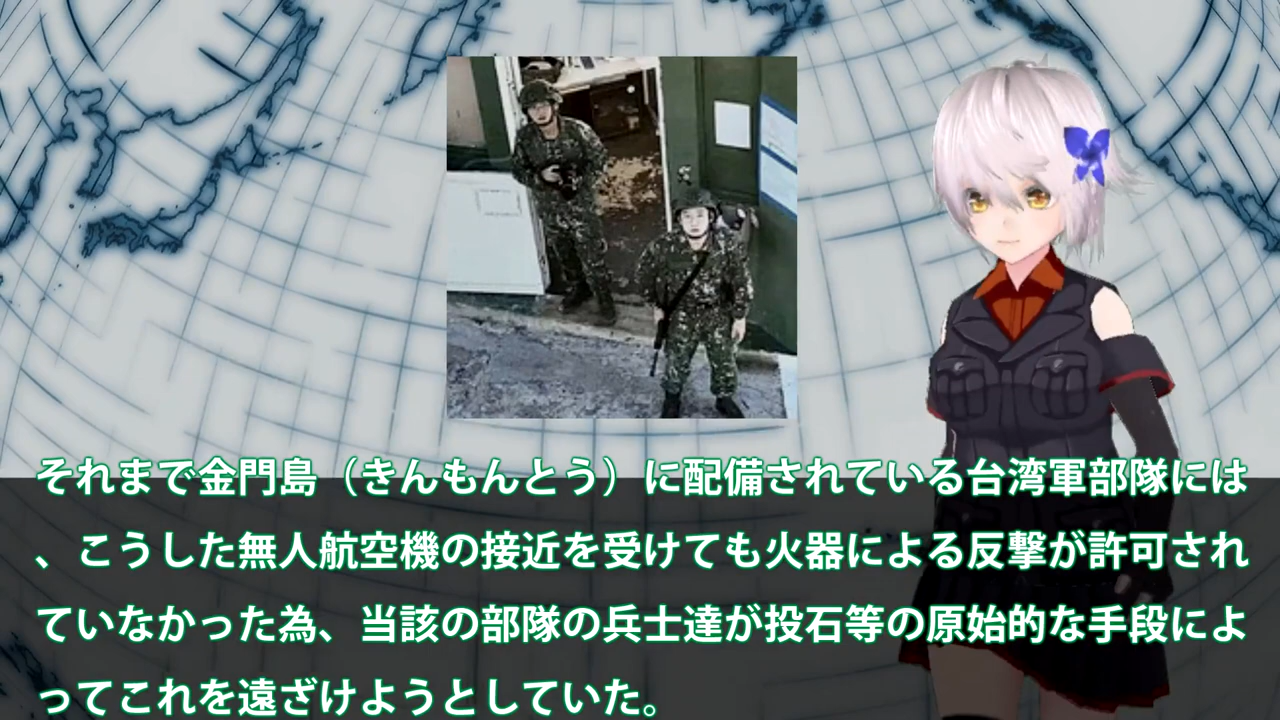 それまで金門島（きんもんとう）に配備されている台湾軍部隊には
、こうした無人航空機の接近を受けても火器による反撃が許可され
ていなかった為、当該の部隊の兵士達が投石等の原始的な手段によ
ってこれを遠ざけようとしていた。